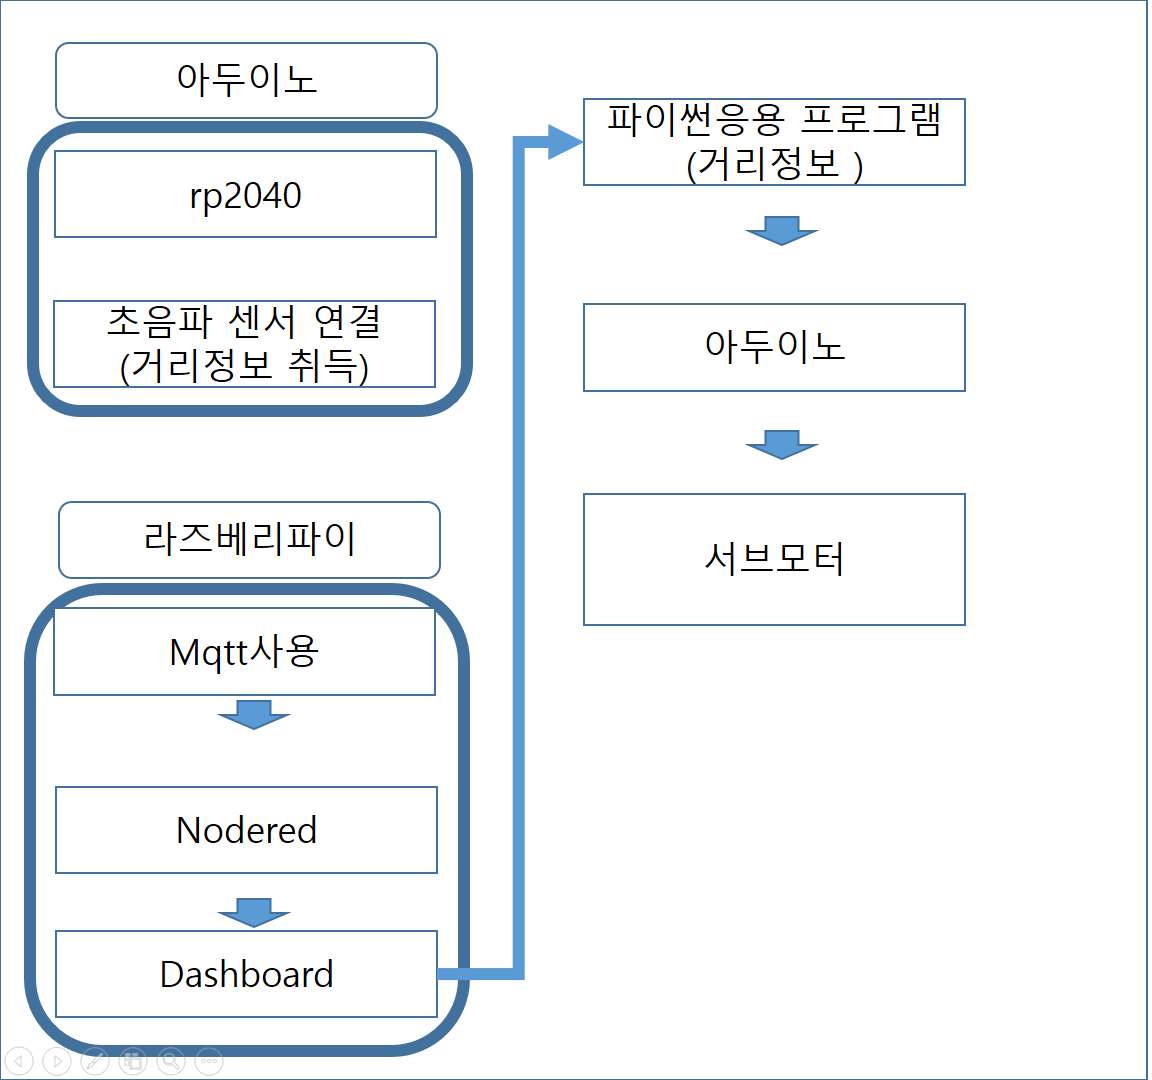 아두이노
rp2040
초음파 센서 연결
(거리정보 취득)
라즈베리파이
Mqtt사용
Nodered
Dashboard
파이썬응용 프로그램
(거리정보 )
아두이노
서브모터